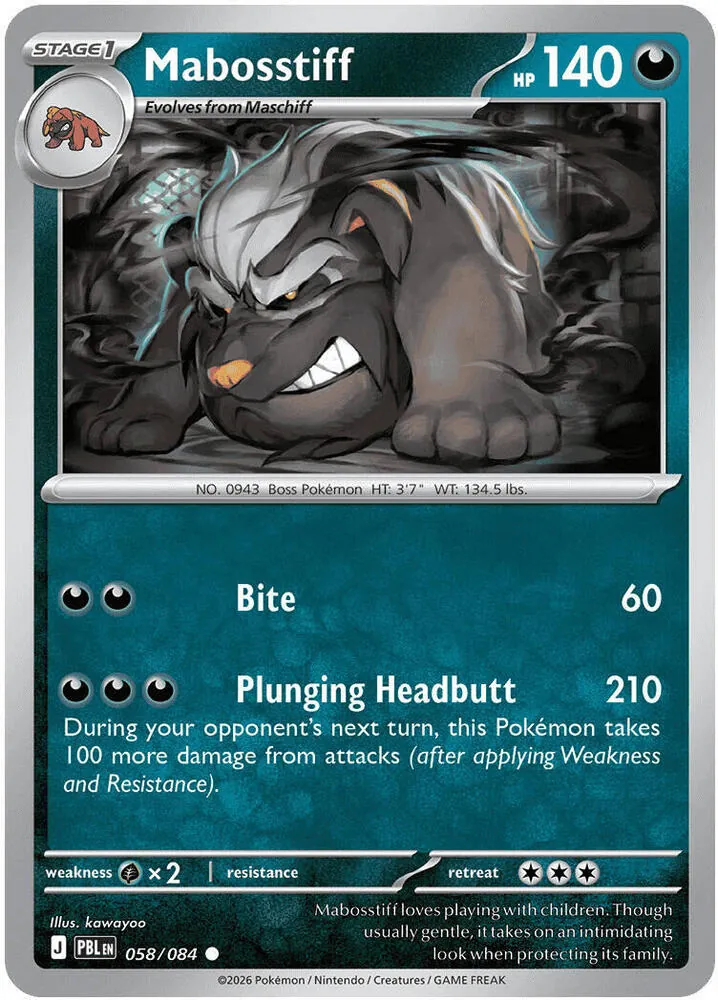 STAGE 1
Mabosstiff
HP 140
Evolves from Maschiff
NO. 0943 Boss Pokémon HT: 3'7" WT: 134.5 lbs.
Bite 60
Plunging Headbutt 210
During your opponent's next turn, this Pokémon takes
100 more damage from attacks (after applying Weakness
and Resistance).
weakness ×2 resistance retreat
Illus. kawayoo
Mabosstiff loves playing with children. Though
usually gentle, it takes on an intimidating
look when protecting its family.
J PBL EN 058/084
©2026 Pokémon / Nintendo / Creatures / GAME FREAK